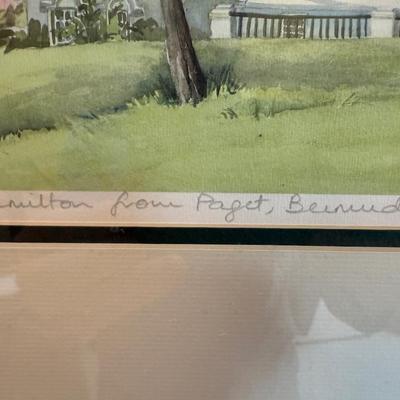 milton from Paget, Bermud